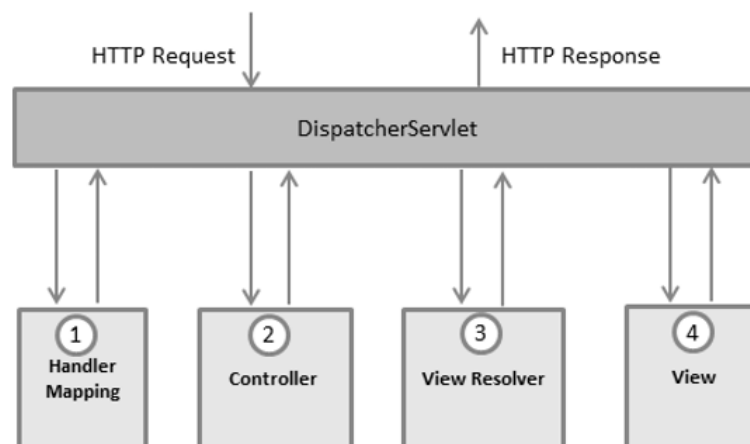 HTTP Request
HTTP Response
DispatcherServlet
1
Handler
Mapping
2
Controller
3
View Resolver
4
View